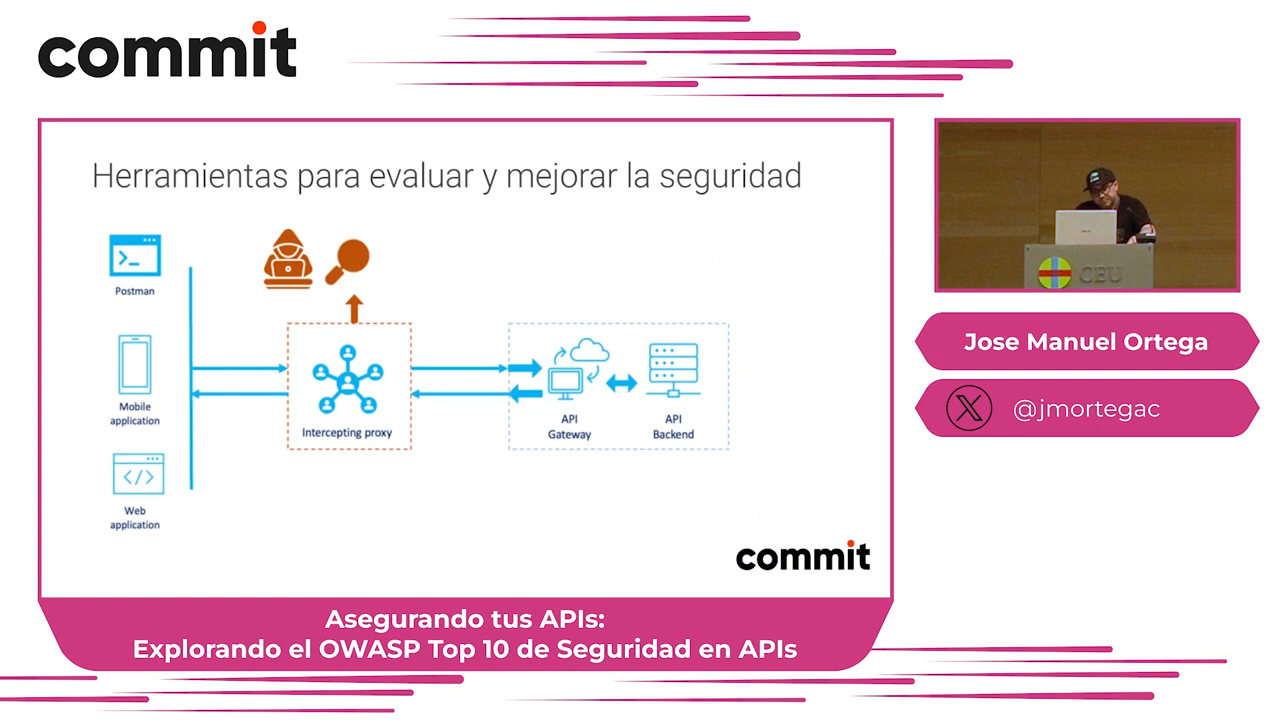 commit
Herramientas para evaluar y mejorar la seguridad
Postman
Mobile
application
Web
application
Intercepting proxy
API
Gateway
API
Backend
commit
CEU
Jose Manuel Ortega
@jmortegac
Asegurando tus APIs:
Explorando el OWASP Top 10 de Seguridad en APIs